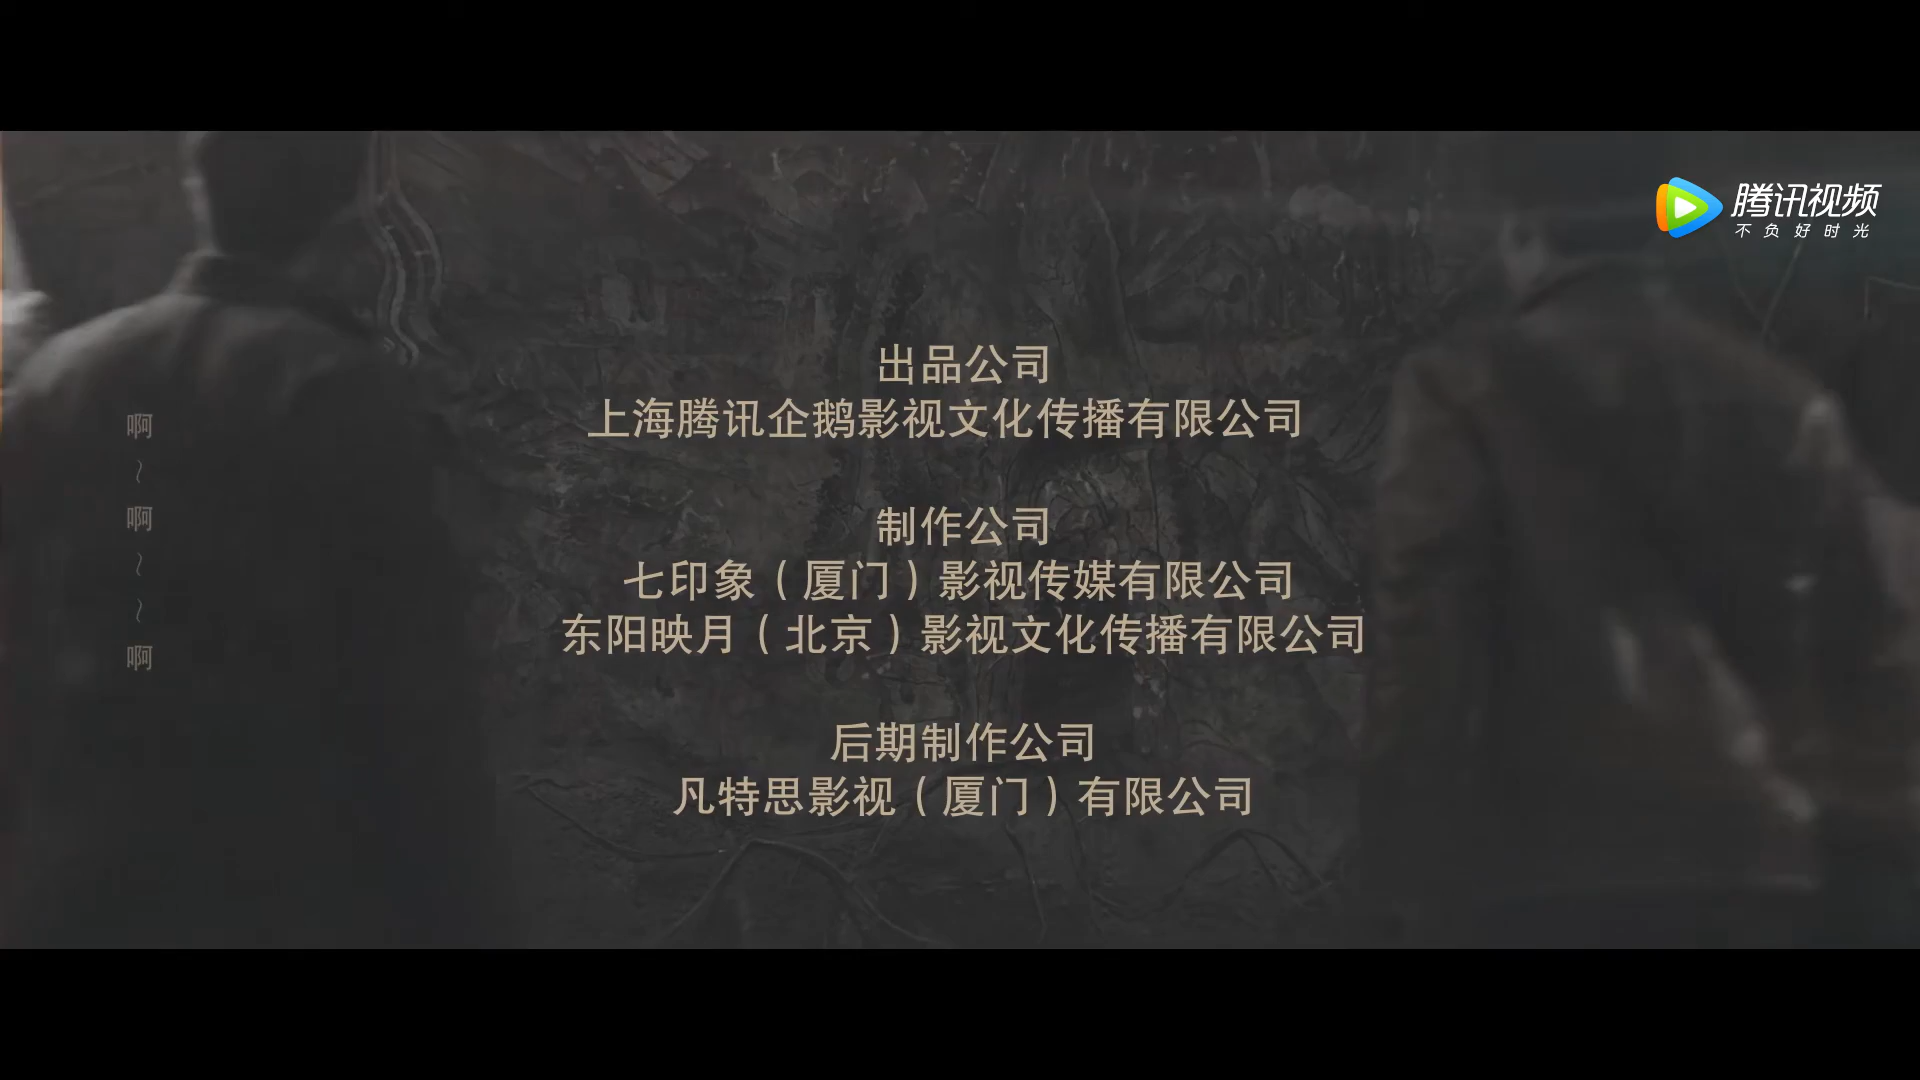 腾讯视频
不负好时光
出品公司
上海腾讯企鹅影视文化传播有限公司
制作公司
七印象（厦门）影视传媒有限公司
东阳映月（北京）影视文化传播有限公司
后期制作公司
凡特思影视（厦门）有限公司
啊~啊~~啊